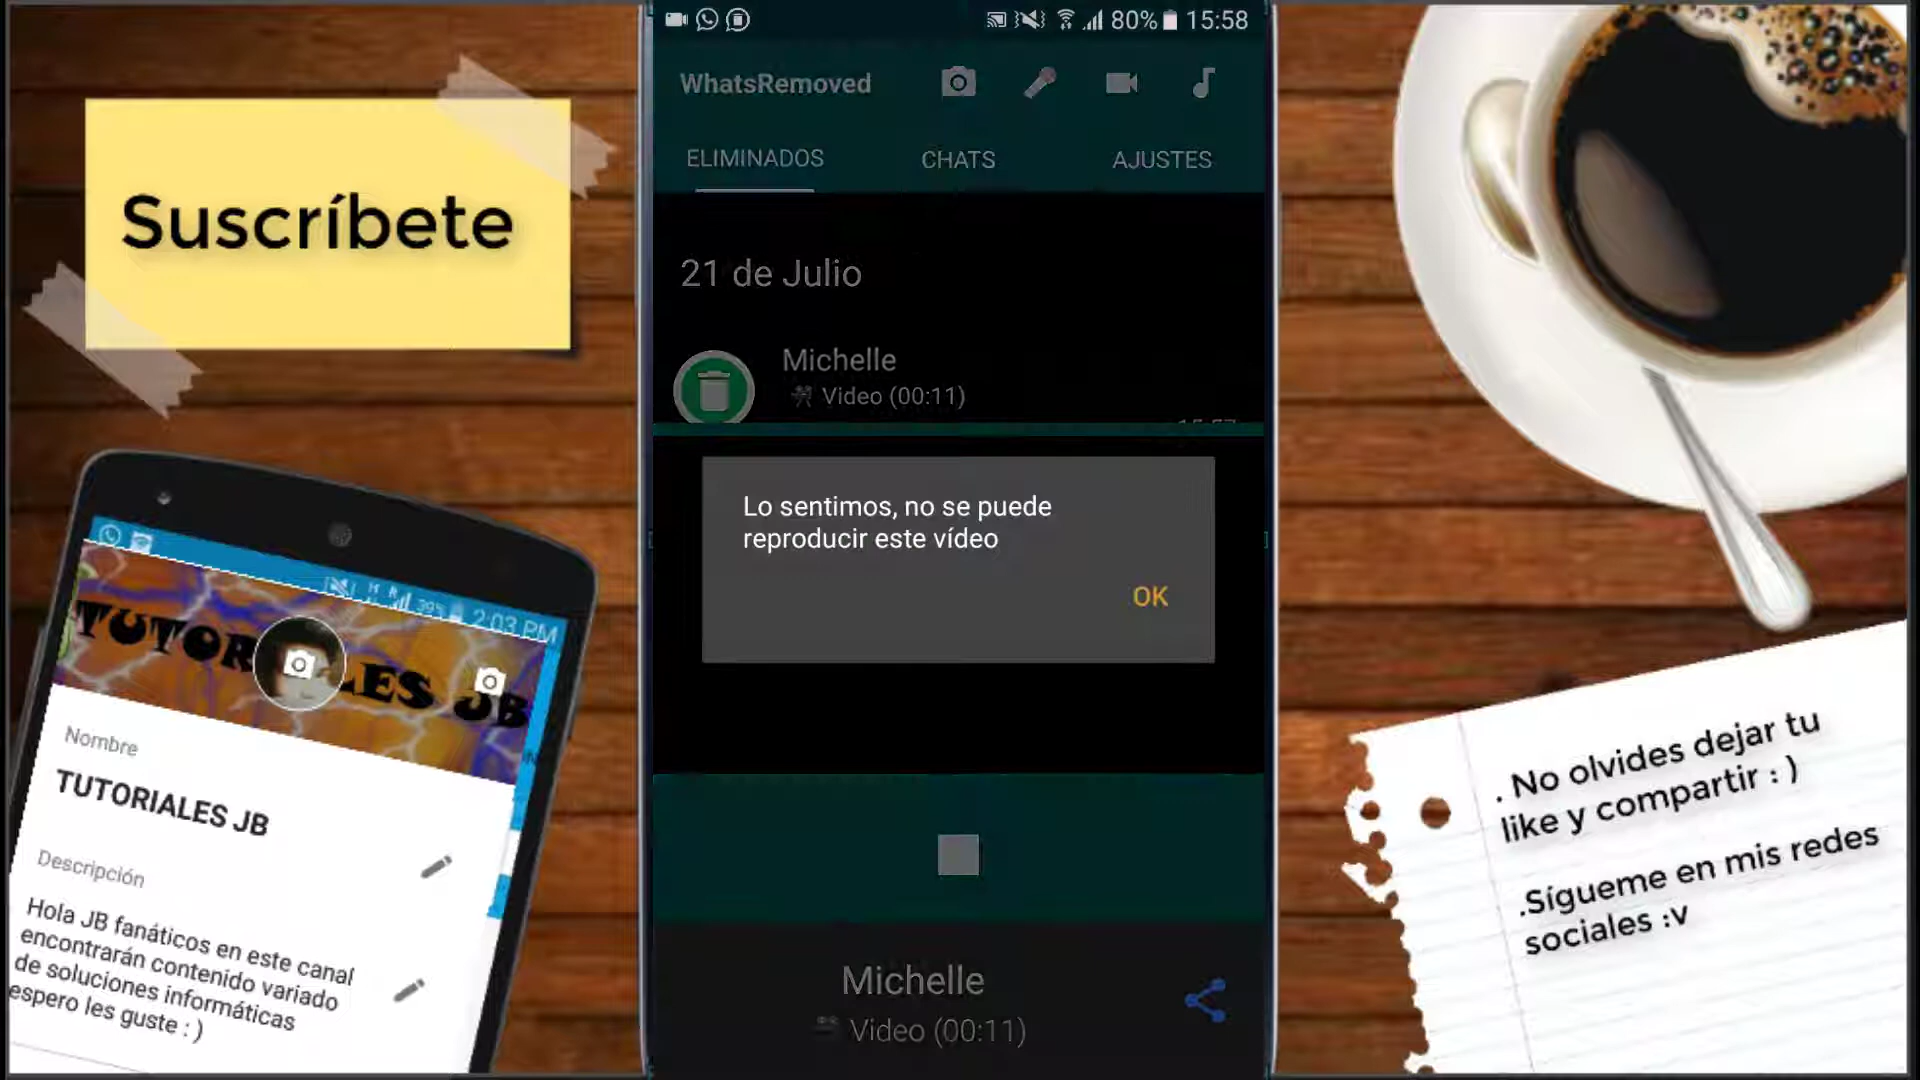 Suscríbete
80% 15:58
WhatsRemoved
ELIMINADOS CHATS AJUSTES
21 de Julio
Michelle
Video (00:11)
Lo sentimos, no se puede
reproducir este vídeo
OK
Michelle
Video (00:11)
39% 2:03 PM
Nombre
TUTORIALES JB
Descripción
Hola JB fanáticos en este canal
encontrarán contenido variado
de soluciones informáticas
espero les guste : )
. No olvides dejar tu
like y compartir : )
.Sígueme en mis redes
sociales :v